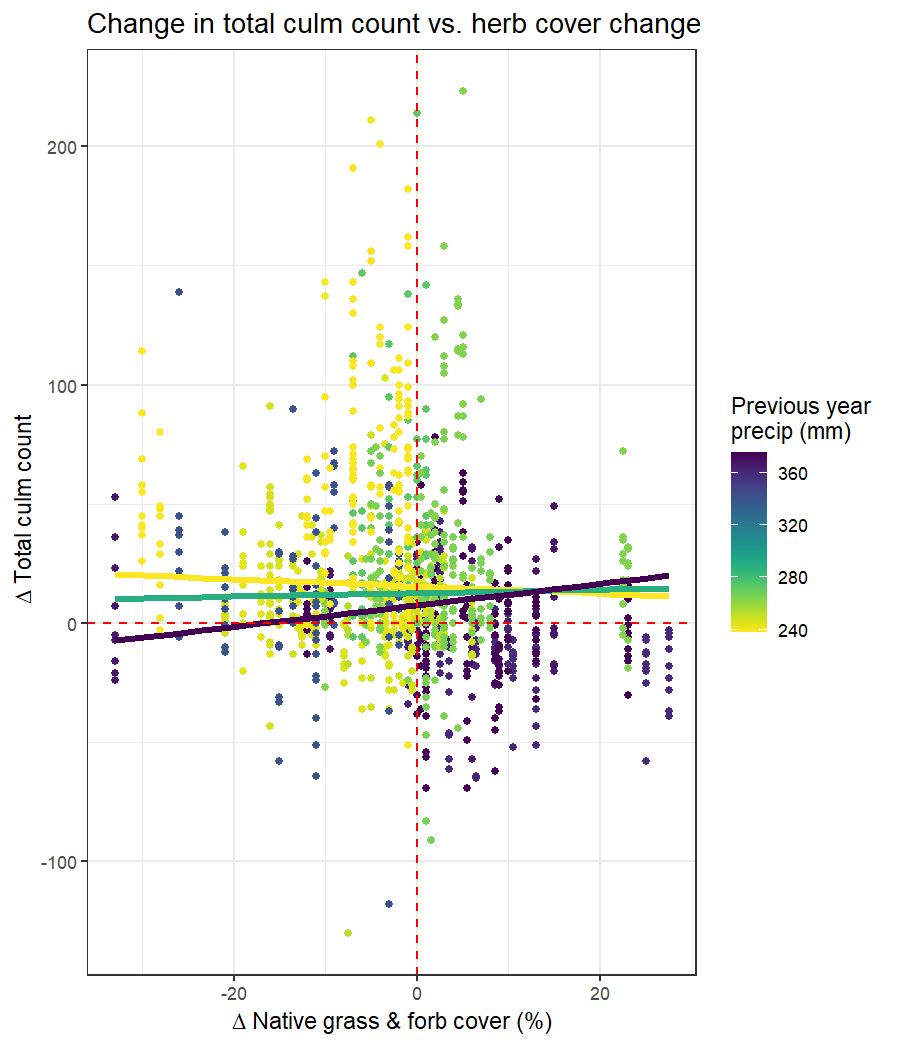 Change in total culm count vs. herb cover change
200
100
0
-100
Δ Total culm count
-20
0
20
Δ Native grass & forb cover (%)
Previous year
precip (mm)
360
320
280
240